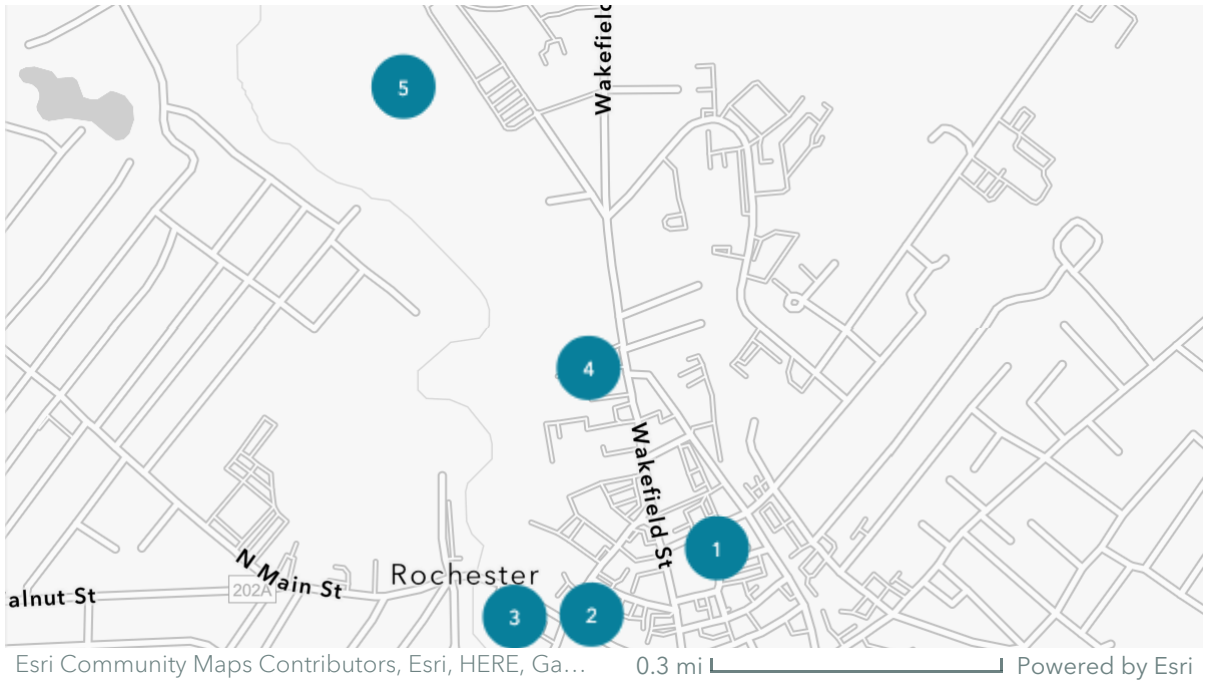 Wakefield
5
4
Wakefield St
1
N Main St
Rochester
202A
alnut St
3
2
Esri Community Maps Contributors, Esri, HERE, Ga…
0.3 mi
Powered by Esri